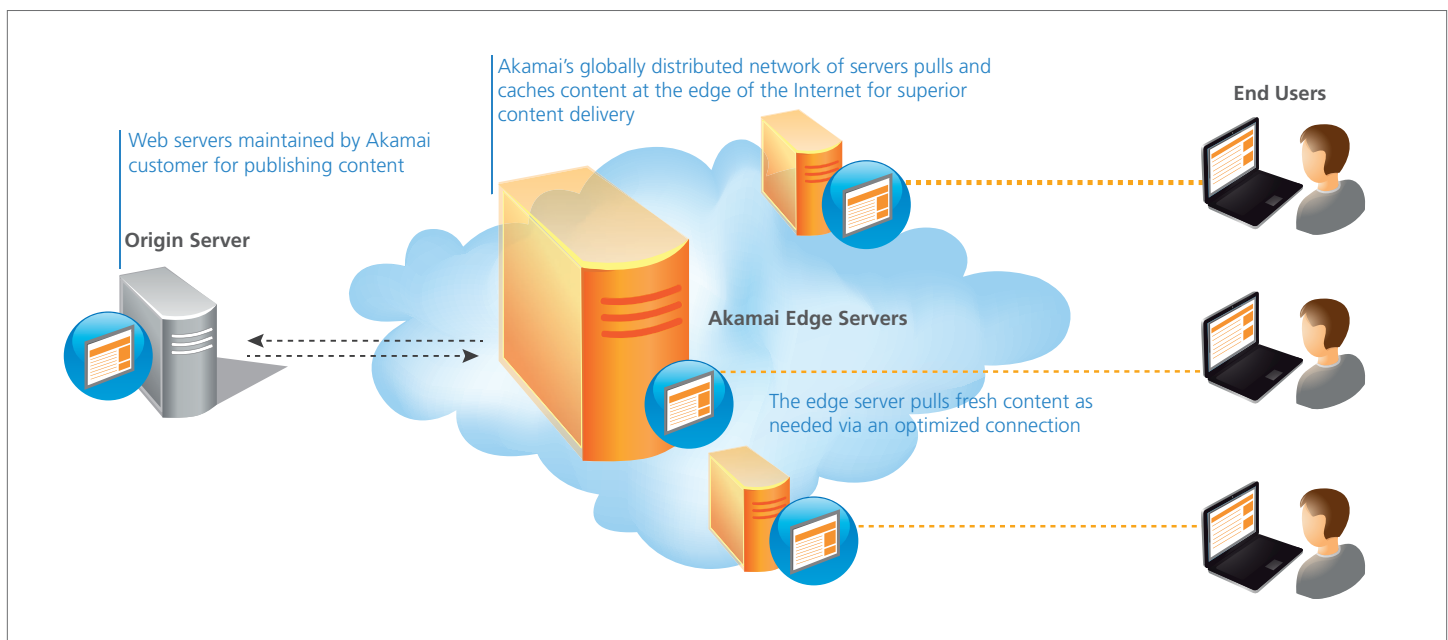 Akamai’s globally distributed network of servers pulls and
caches content at the edge of the Internet for superior
content delivery
End Users
Web servers maintained by Akamai
customer for publishing content
Origin Server
Akamai Edge Servers
The edge server pulls fresh content as
needed via an optimized connection